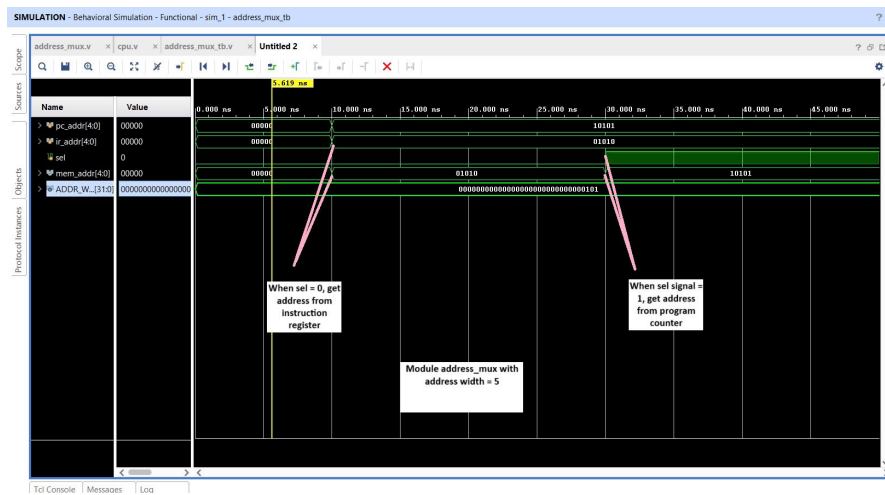 SIMULATION - Behavioral Simulation - Functional - sim_1 - address_mux_tb ?
address_mux.v × cpu.v × address_mux_tb.v × Untitled 2 × ?
Scope
Sources
Objects
Protocol Instances
5.619 ns
Name Value 0.000 ns 5.000 ns 10.000 ns 15.000 ns 20.000 ns 25.000 ns 30.000 ns 35.000 ns 40.000 ns 45.000 ns
pc_addr[4:0] 00000 00000 10101
ir_addr[4:0] 00000 00000 01010
sel 0
mem_addr[4:0] 00000 00000 01010 10101
ADDR_W...[31:0] 0000000000000000 00000000000000000000000000000101
When sel = 0, get
address from
instruction
register
When sel signal =
1, get address
from program
counter
Module address_mux with
address width = 5
Tcl Console Messages Log